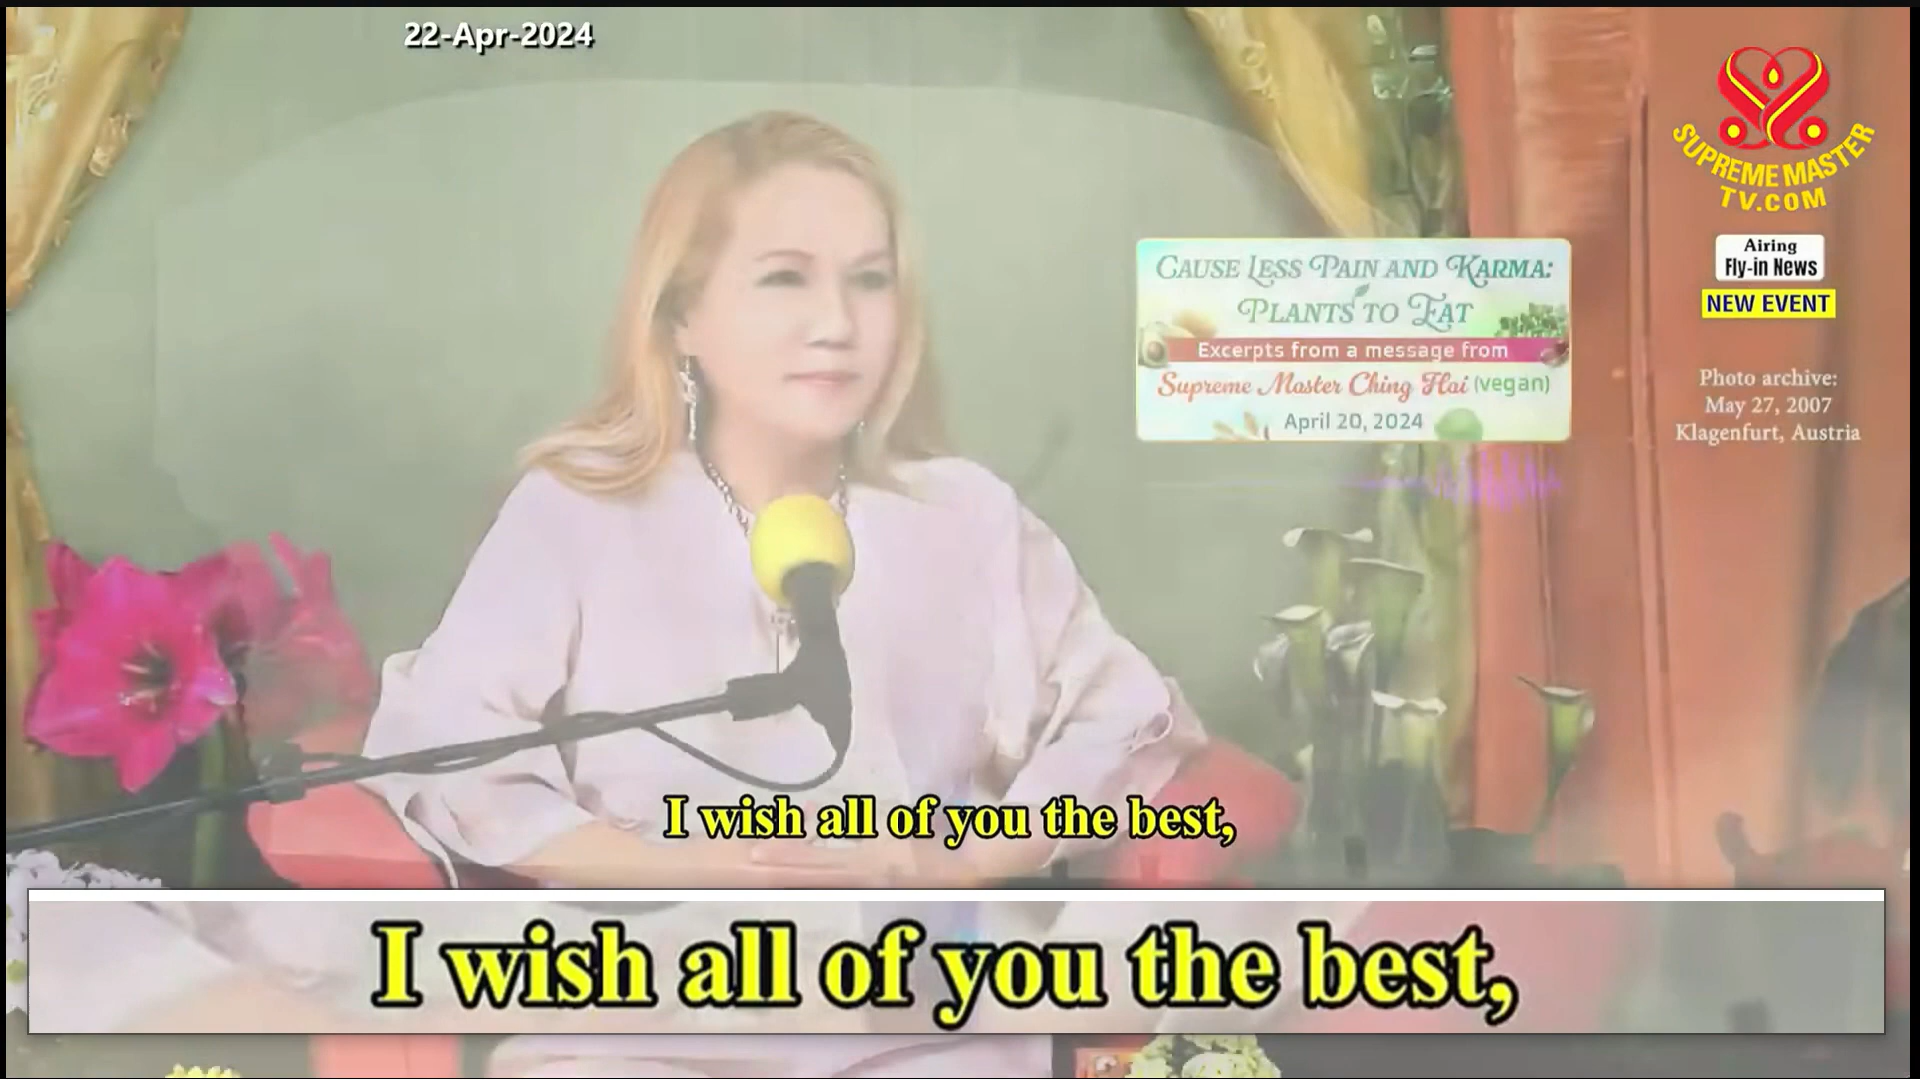 22-Apr-2024
SUPREME MASTER
TV.COM
Airing
Fly-in News
NEW EVENT
CAUSE LESS PAIN AND KARMA:
PLANTS TO EAT
Excerpts from a message from
Supreme Master Ching Hai (vegan)
April 20, 2024
Photo archive:
May 27, 2007
Klagenfurt, Austria
I wish all of you the best,
I wish all of you the best,